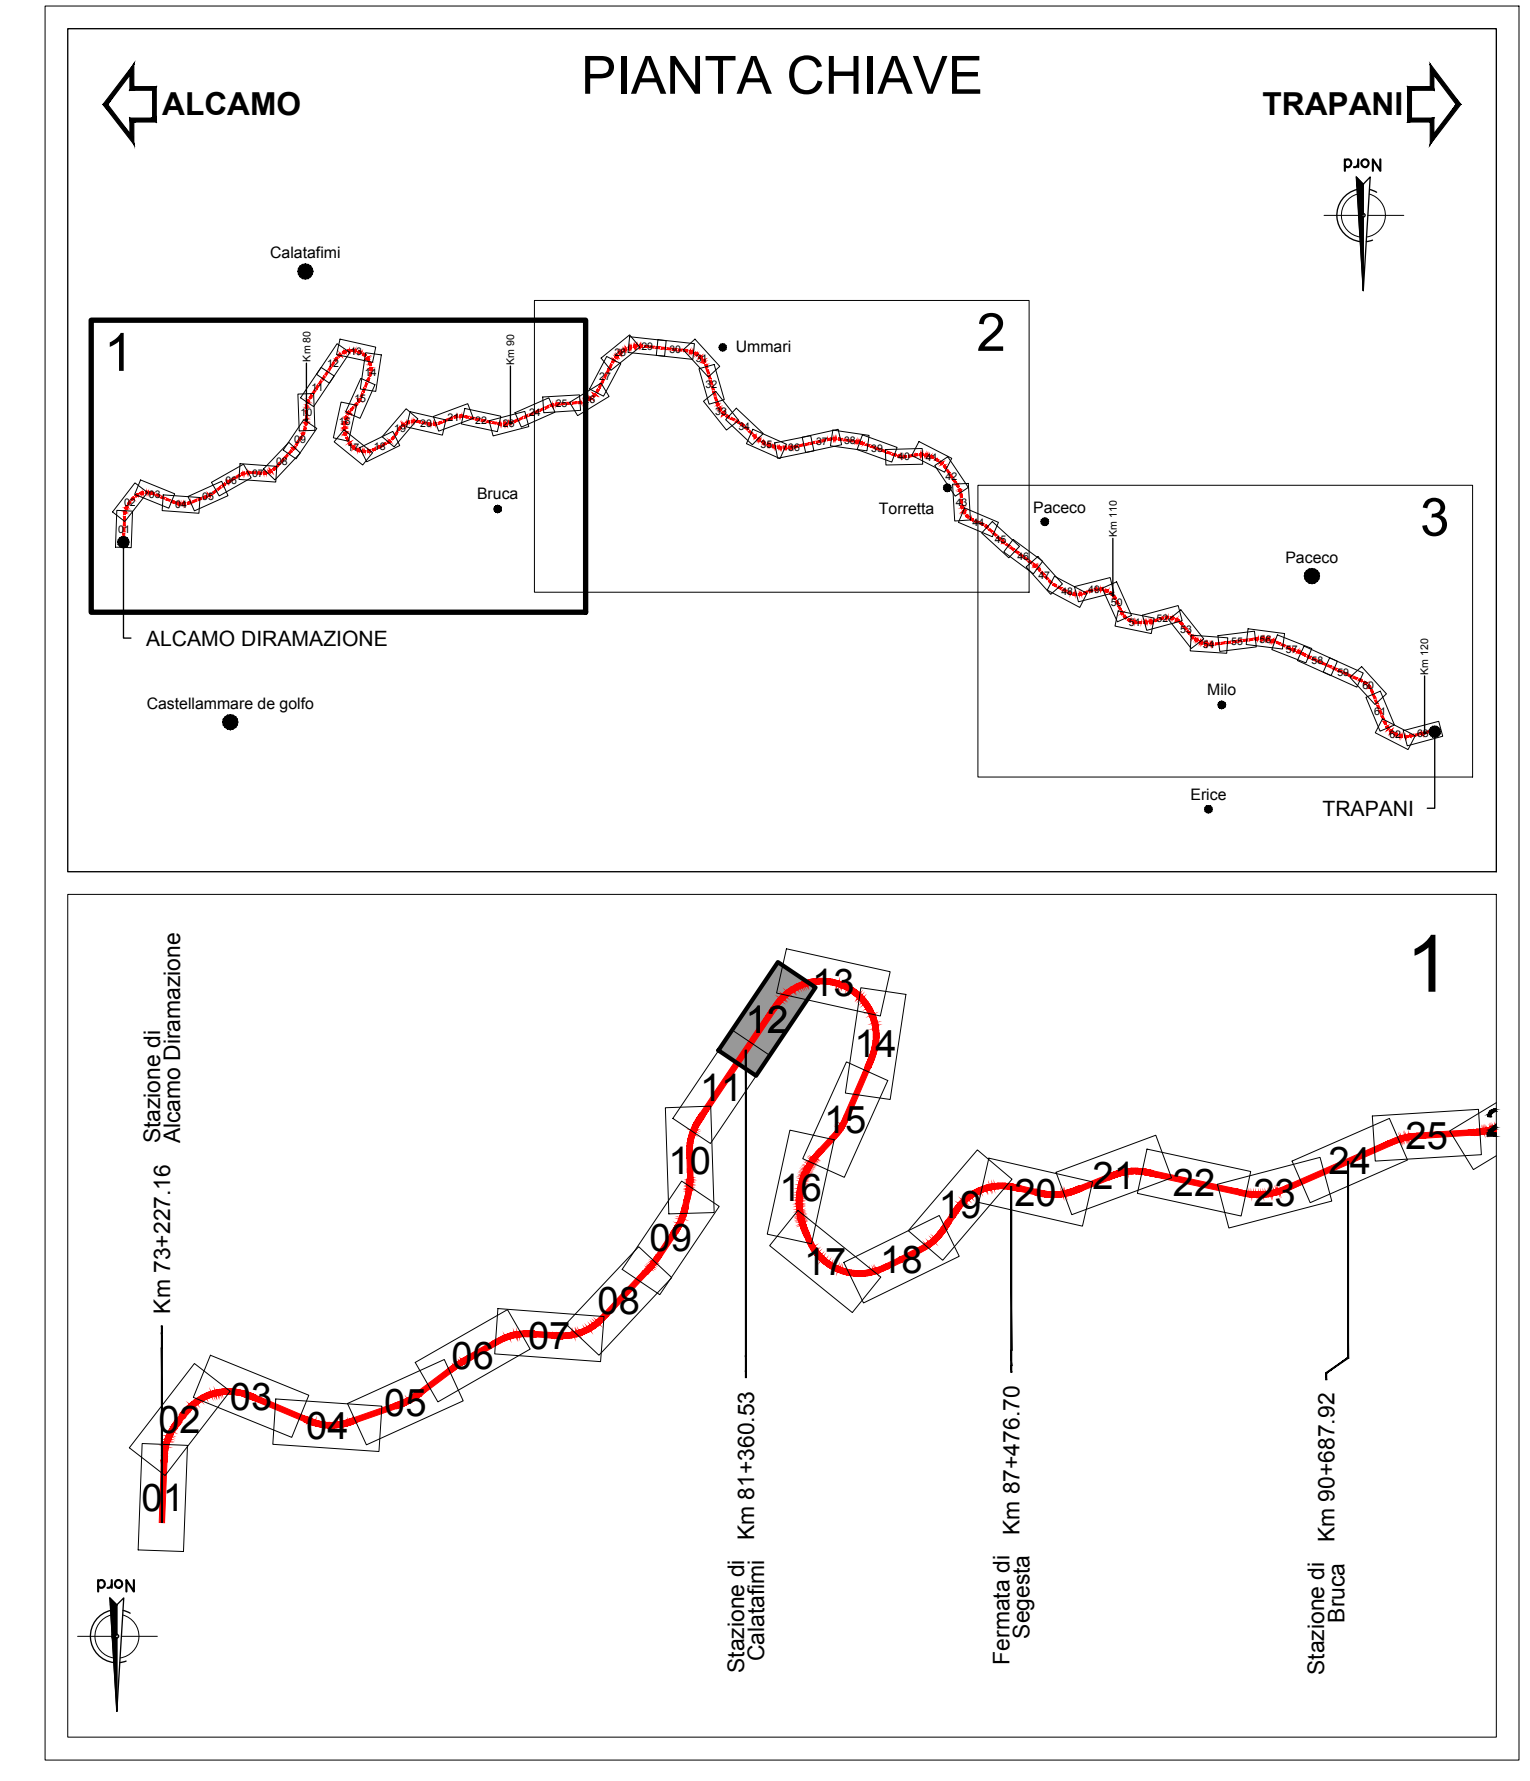 PIANTA CHIAVE
ALCAMO
TRAPANI
Nord
Calatafimi
1
2
3
Km 80
Km 90
Ummari
Bruca
Torretta
Paceco
Km 110
Paceco
Milo
Km 120
Erice
TRAPANI
ALCAMO DIRAMAZIONE
Castellammare de golfo
1
Stazione di
Alcamo Diramazione
Km 73+227.16
01
02
03
04
05
06
07
08
09
10
11
12
13
14
15
16
17
18
19
20
21
22
23
24
25
Km 81+360.53
Stazione di
Calatafimi
Km 87+476.70
Fermata di
Segesta
Km 90+687.92
Stazione di
Bruca
Nord